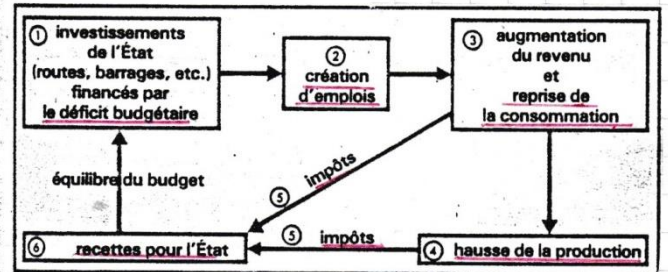 ① investissements
de l'État
(routes, barrages, etc.)
financés par
le déficit budgétaire
②
création
d'emplois
③ augmentation
du revenu
et
reprise de
la consommation
équilibre du budget
⑤ impôts
⑥ recettes pour l'État
⑤ impôts
④ hausse de la production